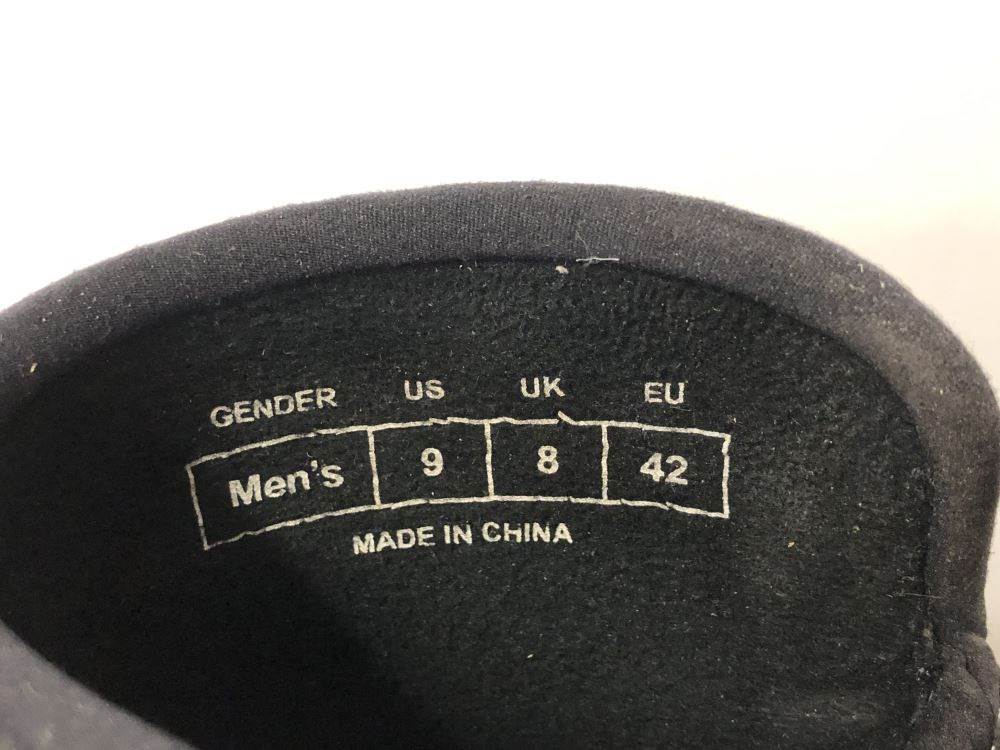 GENDER US UK EU
Men's 9 8 42
MADE IN CHINA